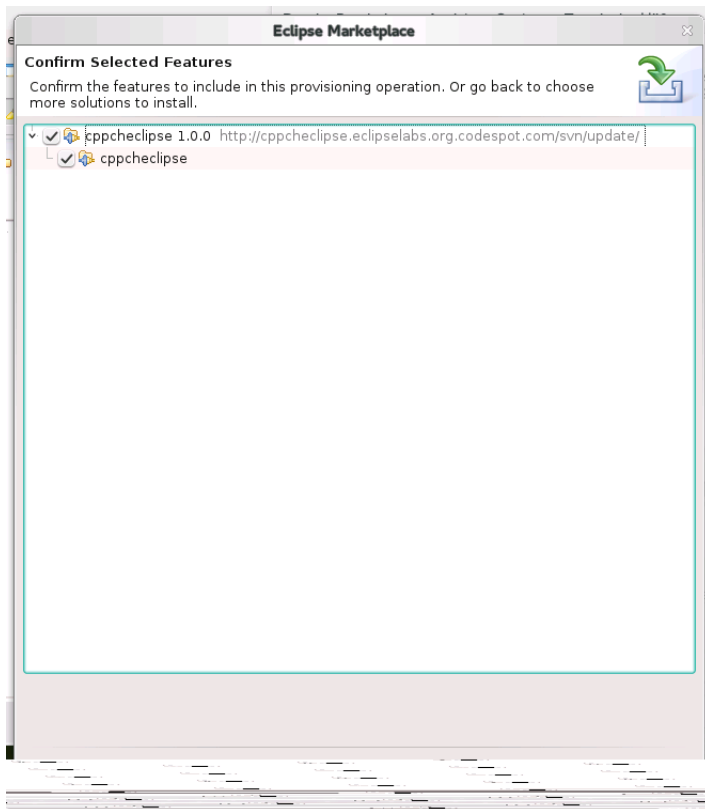 Eclipse Marketplace
Confirm Selected Features
Confirm the features to include in this provisioning operation. Or go back to choose
more solutions to install.
cppcheclipse 1.0.0 http://cppcheclipse.eclipselabs.org.codespot.com/svn/update/
cppcheclipse